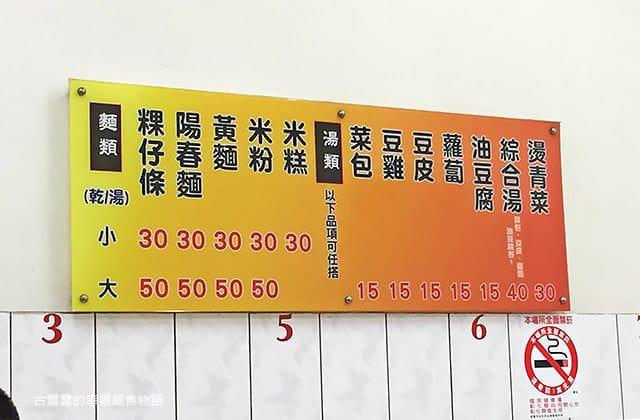 麵類
(乾/湯)
小
大
粿仔條
30
50
陽春麵
30
50
黃麵
30
50
米粉
30
50
米糕
30
湯類
以下品項可任搭
菜包
15
豆雞
15
豆皮
15
蘿蔔
15
油豆腐
15
綜合湯
40
燙青菜
30
3
5
6
本場所全面禁菸
古露露的幸福蔬食物語